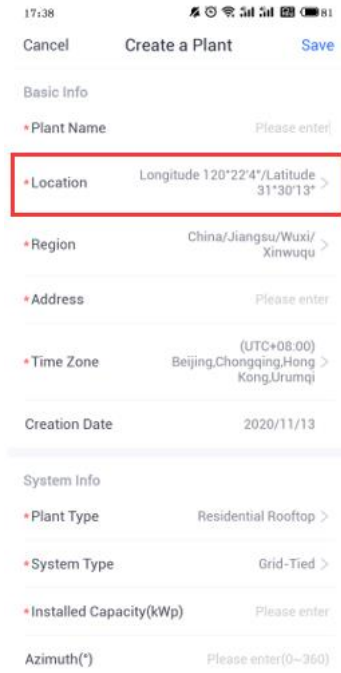 17:38 81
Cancel Create a Plant Save
Basic Info
*Plant Name Please enter
*Location Longitude 120°22'4"/Latitude
31°30'13"
*Region China/Jiangsu/Wuxi/
Xinwuqu
*Address Please enter
(UTC+08:00)
*Time Zone Beijing,Chongqing,Hong
Kong,Urumqi
Creation Date 2020/11/13
System Info
*Plant Type Residential Rooftop
*System Type Grid-Tied
*Installed Capacity(kWp) Please enter
Azimuth(°) Please enter(0~360)